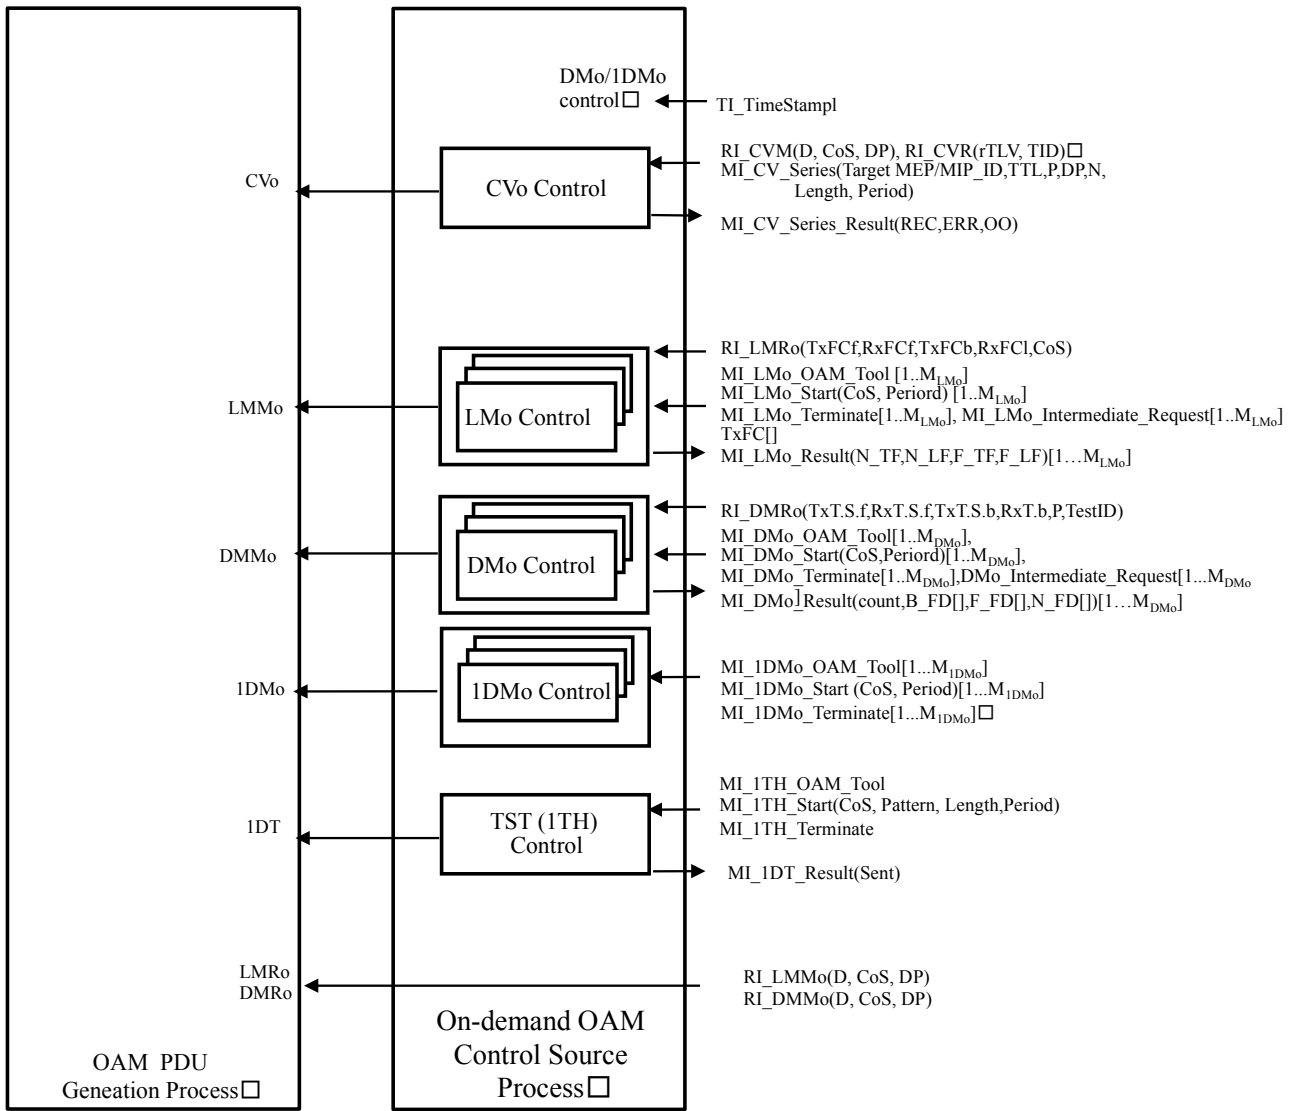 DMo/1DMo
control□
TI_TimeStampl
RI_CVM(D, CoS, DP), RI_CVR(rTLV, TID)□
MI_CV_Series(Target MEP/MIP_ID,TTL,P,DP,N,
Length, Period)
CVo
CVo Control
MI_CV_Series_Result(REC,ERR,OO)
RI_LMRo(TxFCf,RxFCf,TxFCb,RxFCl,CoS)
MI_LMo_OAM_Tool [1..MLMo]
MI_LMo_Start(CoS, Periord) [1..MLMo]
LMMo
LMo Control
MI_LMo_Terminate[1..MLMo], MI_LMo_Intermediate_Request[1..MLMo]
TxFC[]
MI_LMo_Result(N_TF,N_LF,F_TF,F_LF)[1…MLMo]
RI_DMRo(TxT.S.f,RxT.S.f,TxT.S.b,RxT.b,P,TestID)
MI_DMo_OAM_Tool[1..MDMo],
MI_DMo_Start(CoS,Periord)[1..MDMo],
DMMo
DMo Control
MI_DMo_Terminate[1..MDMo],DMo_Intermediate_Request[1...MDMo
]
MI_DMo_Result(count,B_FD[],F_FD[],N_FD[])[1…MDMo]
MI_1DMo_OAM_Tool[1...M1DMo]
1DMo
1DMo Control
MI_1DMo_Start (CoS, Period)[1...M1DMo]
MI_1DMo_Terminate[1...M1DMo]□
MI_1TH_OAM_Tool
MI_1TH_Start(CoS, Pattern, Length,Period)
1DT
TST (1TH)
Control
MI_1TH_Terminate
MI_1DT_Result(Sent)
LMRo
DMRo
RI_LMMo(D, CoS, DP)
RI_DMMo(D, CoS, DP)
On-demand OAM
Control Source
Process□
OAM PDU
Geneation Process□